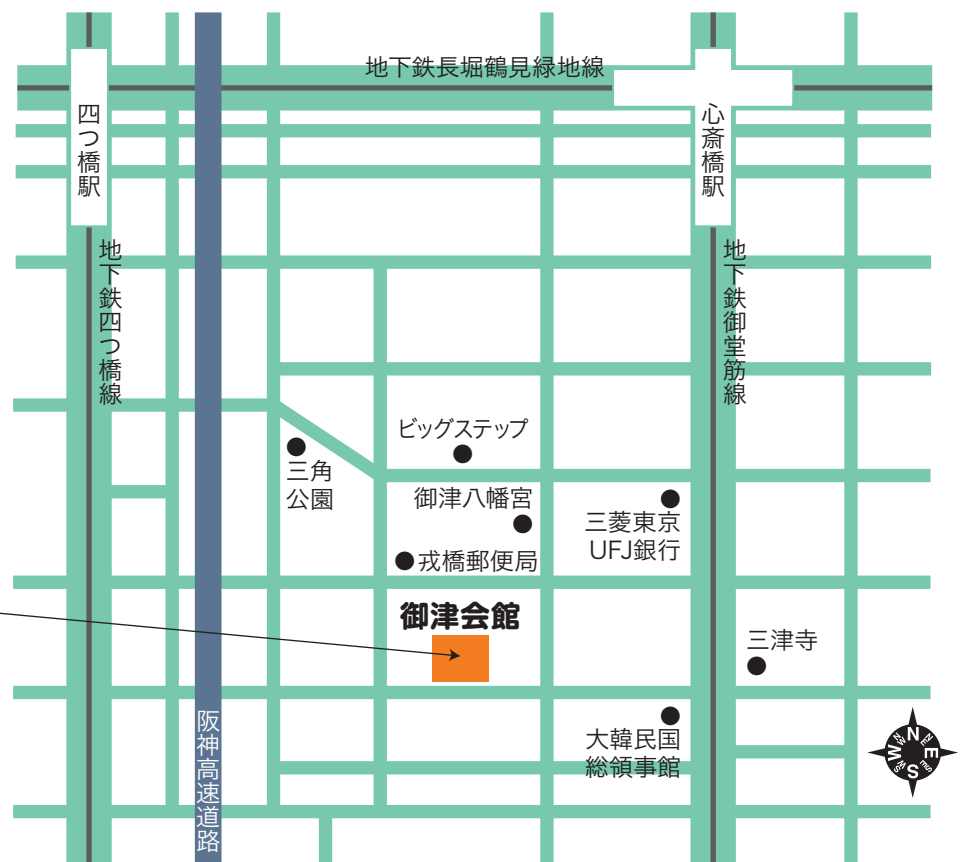 地下鉄長堀鶴見緑地線
四つ橋駅
心斎橋駅
地下鉄四つ橋線
地下鉄御堂筋線
ビッグステップ
三角
公園
御津八幡宮
三菱東京
UFJ銀行
戎橋郵便局
御津会館
三津寺
阪神高速道路
大韓民国
総領事館
N
NE
E
ES
S
WS
W
NW